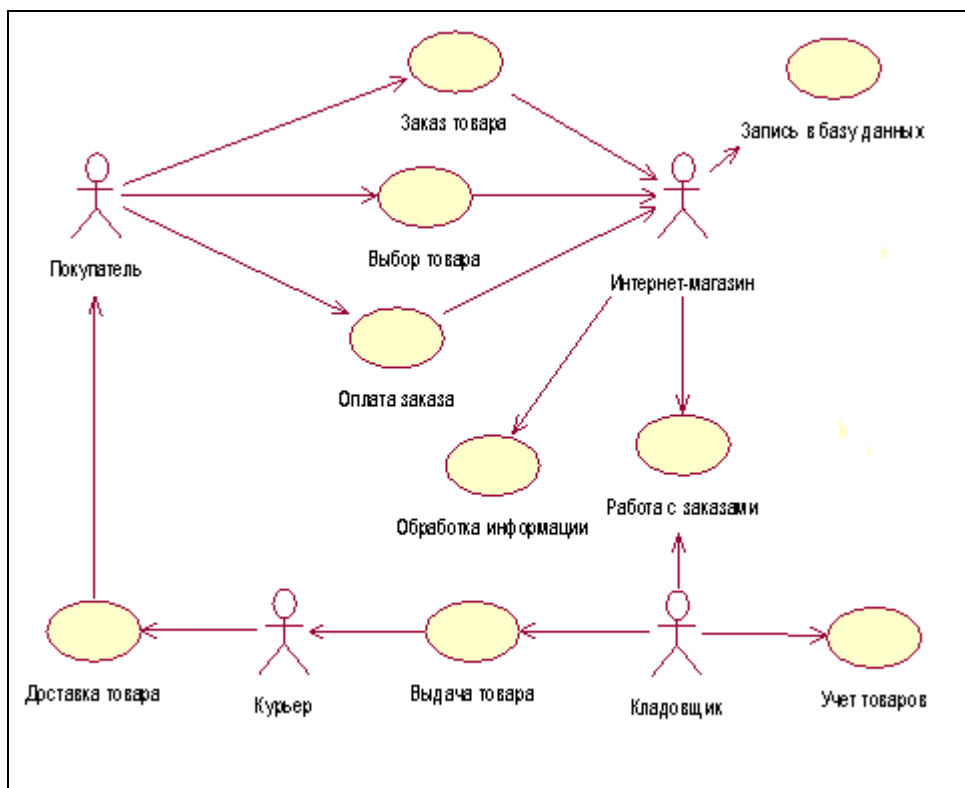 Заказ товара
Запись в базу данных
Покупатель
Выбор товара
Интернет-магазин
Оплата заказа
Обработка информации
Работа с заказами
Доставка товара
Курьер
Выдача товара
Кладовщик
Учет товаров